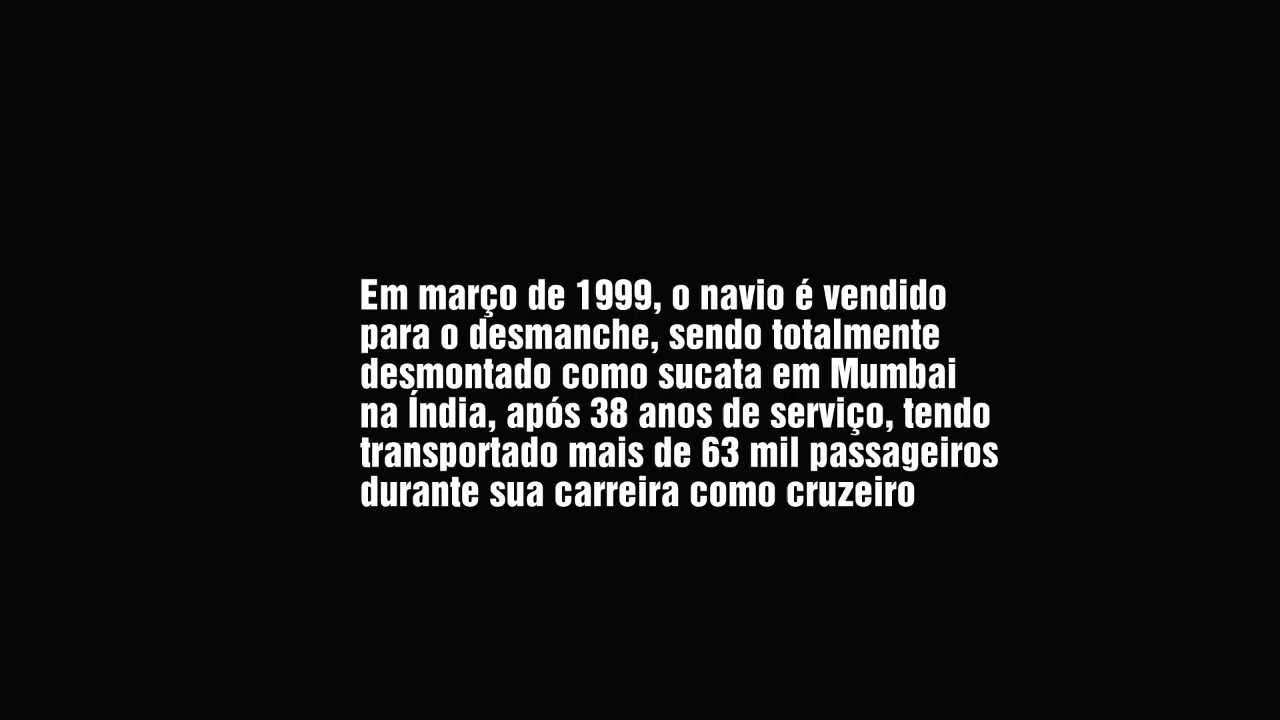 Em março de 1999, o navio é vendido
para o desmanche, sendo totalmente
desmontado como sucata em Mumbai
na Índia, após 38 anos de serviço, tendo
transportado mais de 63 mil passageiros
durante sua carreira como cruzeiro